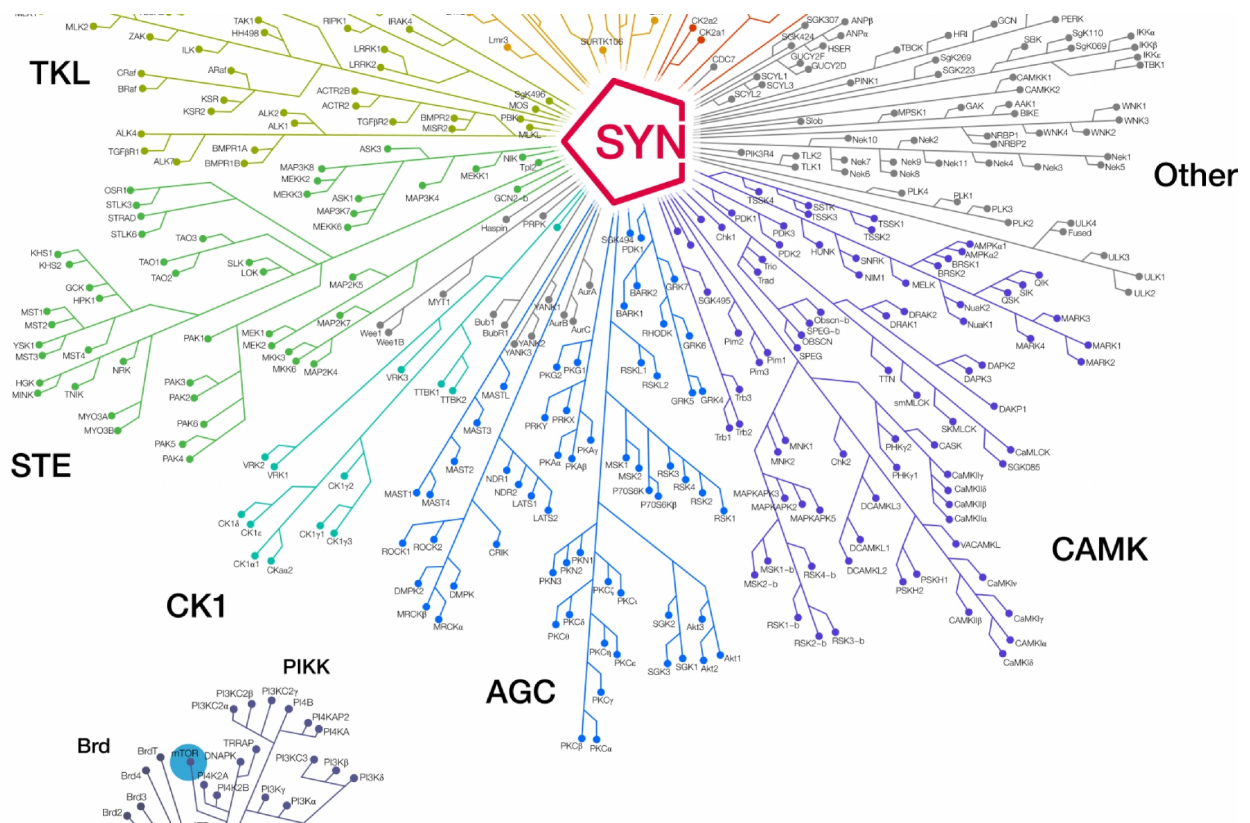 MLK2
ZAK
ILK
TAK1
HH498
RIPK1
IRAK4
LRRK1
LRRK2
Lmr3
SURTK106
CK2a2
CK2a1
CDC7
SGK307
SGK424
ANPβ
ANPα
HSER
GUCY2F
GUCY2D
SCYL1
SCYL3
SCYL2
TBCK
HRI
GCN
PERK
PINK1
SgK269
SGK223
SBK
SgK110
SgK069
IKKα
IKKβ
IKKε
TBK1
TKL
CRaf
BRaf
ARaf
KSR
KSR2
ACTR2B
ACTR2
TGFβR2
BMPR2
MISR2
SgK496
MOS
PBK
MLKL
ALK2
ALK1
ALK4
TGFβR1
ALK7
BMPR1A
BMPR1B
SYN
CAMKK1
CAMKK2
Slob
MPSK1
GAK
AAK1
BIKE
WNK1
WNK3
WNK4
WNK2
NRBP1
NRBP2
Nek10
Nek2
PIK3R4
TLK2
TLK1
Nek7
Nek6
Nek9
Nek8
Nek11
Nek4
Nek3
Nek1
Nek5
Other
PLK4
PLK1
PLK3
PLK2
ULK4
Fused
ULK3
ULK1
ULK2
ASK3
MAP3K8
MEKK2
MEKK3
ASK1
MAP3K7
MEKK6
MAP3K4
MEKK1
NIK
Tpl2
GCN2~b
PRPK
Haspin
OSR1
STLK3
STRAD
STLK6
TAO3
TAO1
TAO2
SLK
LOK
KHS1
KHS2
GCK
HPK1
MST1
MST2
YSK1
MST3
MST4
HGK
MINK
TNIK
NRK
MYO3A
MYO3B
PAK1
PAK3
PAK2
PAK6
PAK5
PAK4
MAP2K5
MAP2K7
MEK1
MEK2
MKK3
MKK6
MAP2K4
STE
MYT1
Wee1
Wee1B
Bub1
BubR1
YANK1
YANK2
YANK3
AurA
AurB
AurC
VRK3
VRK2
VRK1
TTBK1
TTBK2
CK1γ2
CK1δ
CK1ε
CK1γ1
CK1γ3
CK1α1
CKaα2
CK1
SGK494
PDK1
BARK2
BARK1
GRK7
RHODK
GRK6
GRK5
GRK4
RSKL1
RSKL2
PKG2
PKG1
PRKY
PRKX
PKAα
PKAβ
PKAγ
MASTL
MAST3
MAST2
MAST1
MAST4
NDR1
NDR2
LATS1
LATS2
ROCK1
ROCK2
CRIK
DMPK2
DMPK
MRCKβ
MRCKα
MSK1
MSK2
P70S6K
P70S6Kβ
RSK3
RSK4
RSK2
RSK1
PKN1
PKN2
PKN3
PKCζ
PKCι
PKCδ
PKCθ
PKCη
PKCε
PKCγ
PKCβ
PKCα
SGK2
SGK3
SGK1
Akt3
Akt2
Akt1
AGC
TSSK4
SSTK
TSSK3
TSSK1
TSSK2
PDK1
PDK3
PDK2
Chk1
HUNK
SNRK
NIM1
MELK
AMPKα1
AMPKα2
BRSK1
BRSK2
QIK
SIK
QSK
NuaK2
NuaK1
MARK3
MARK4
MARK1
MARK2
Trio
Trad
SGK495
Pim2
Pim1
Pim3
Trb3
Trb2
Trb1
Obscn~b
SPEG~b
OBSCN
SPEG
DRAK2
DRAK1
DAPK2
DAPK3
DAKP1
TTN
smMLCK
SKMLCK
CaMLCK
SGK085
MNK1
MNK2
Chk2
PHKγ2
PHKγ1
CASK
CaMKIIγ
CaMKIIδ
CaMKIIβ
CaMKIIα
VACAMKL
MAPKAPK3
MAPKAPK2
MAPKAPK5
DCAMKL3
DCAMKL1
DCAMKL2
MSK1~b
MSK2~b
RSK4~b
RSK1~b
RSK2~b
RSK3~b
PSKH1
PSKH2
CaMKIv
CAMKIIβ
CaMKIγ
CaMKIα
CaMKIδ
CAMK
PIKK
PI3KC2β
PI3KC2α
PI3KC2γ
PI4B
PI4KAP2
PI4KA
TRRAP
DNAPK
mTOR
PI4K2A
PI4K2B
PI3KC3
PI3Kβ
PI3Kδ
PI3Kγ
PI3Kα
Brd
BrdT
Brd4
Brd3
Brd2